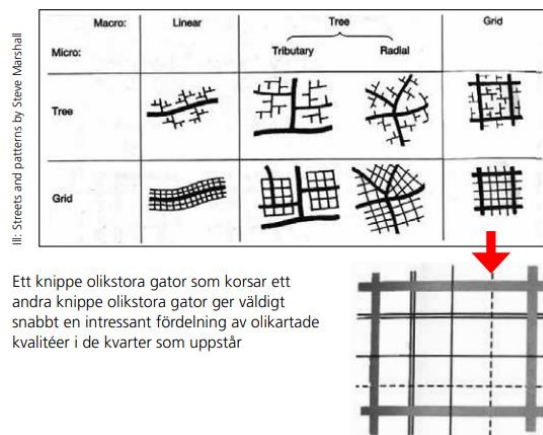 Macro:
Linear
Tree
Grid
Micro:
Tributary
Radial
Tree
Grid
Ill: Streets and patterns by Steve Marshall
Ett knippe olikstora gator som korsar ett
andra knippe olikstora gator ger väldigt
snabbt en intressant fördelning av olikartade
kvalitéer i de kvarter som uppstår